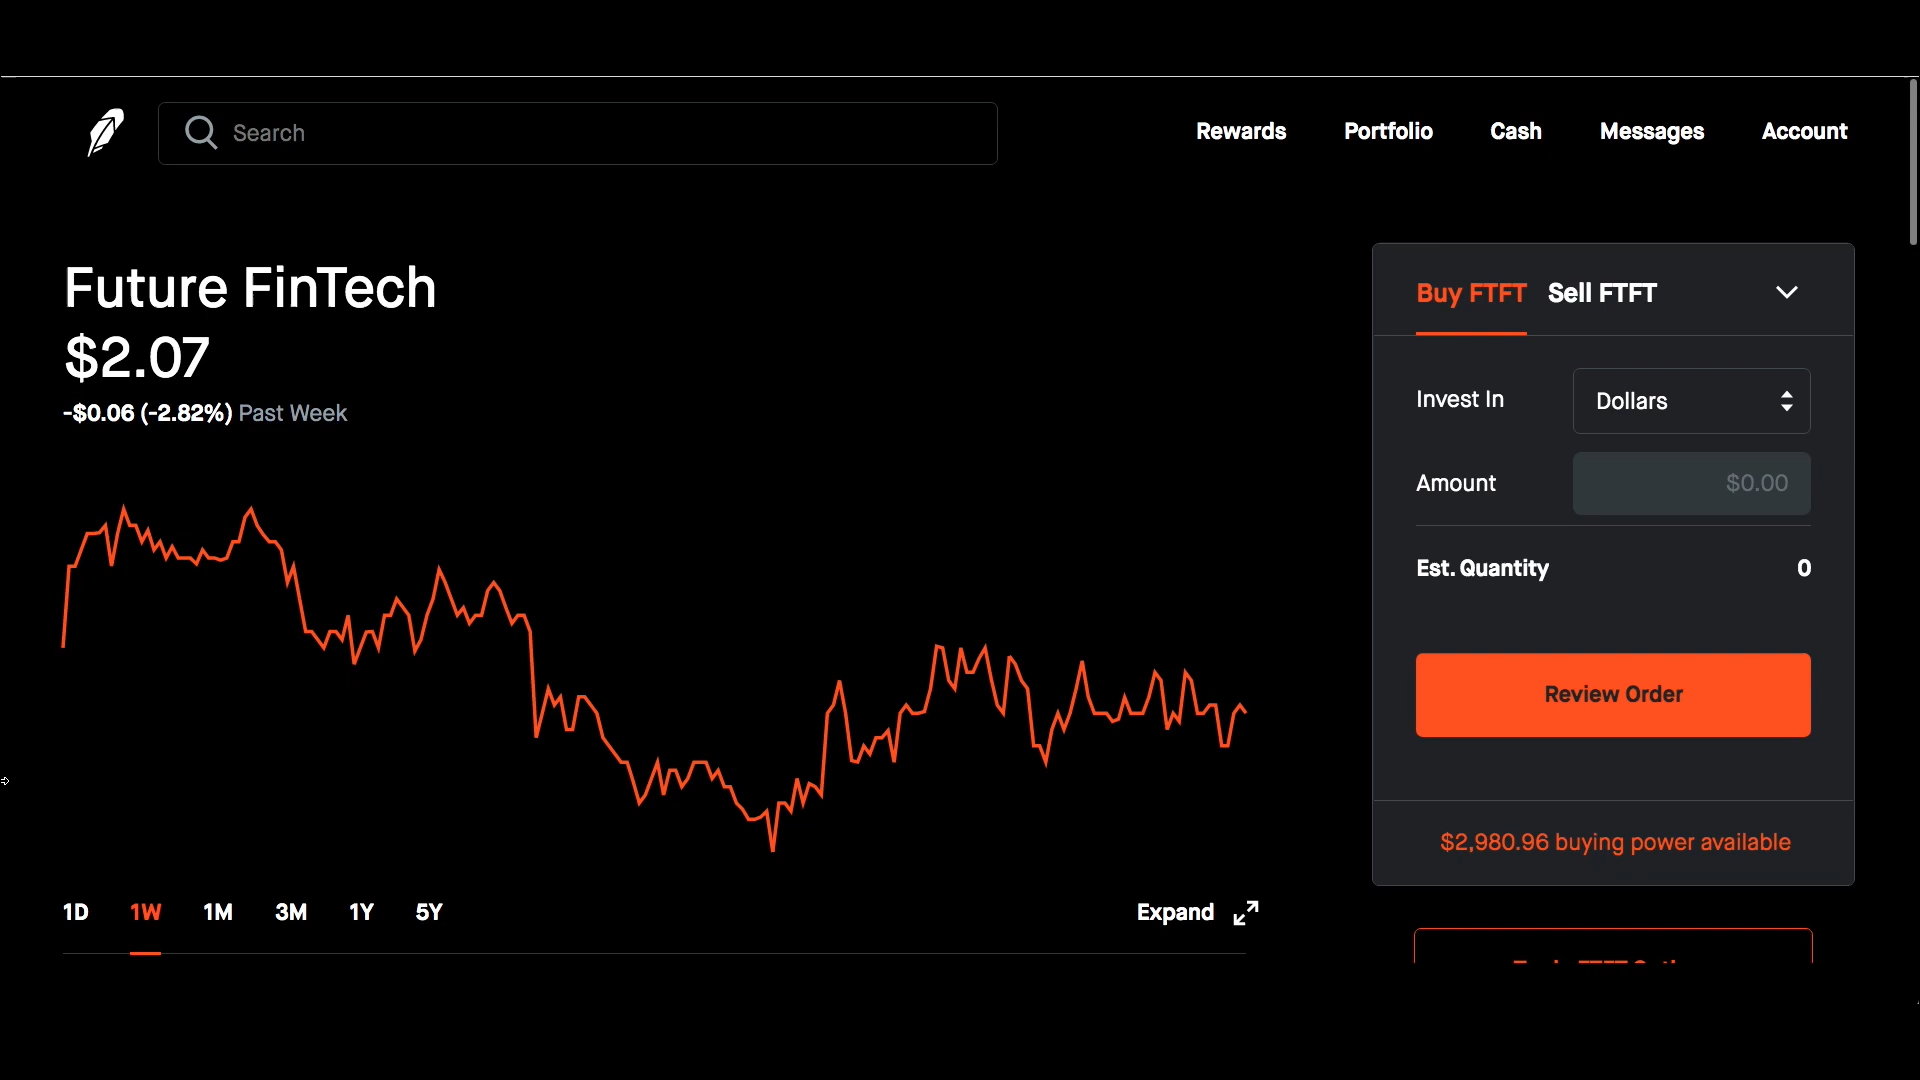 Search
Rewards
Portfolio
Cash
Messages
Account
Future FinTech
$2.07
-$0.06 (-2.82%) Past Week
1D
1W
1M
3M
1Y
5Y
Expand
Buy FTFT
Sell FTFT
Invest In
Dollars
Amount
$0.00
Est. Quantity
0
Review Order
$2,980.96 buying power available